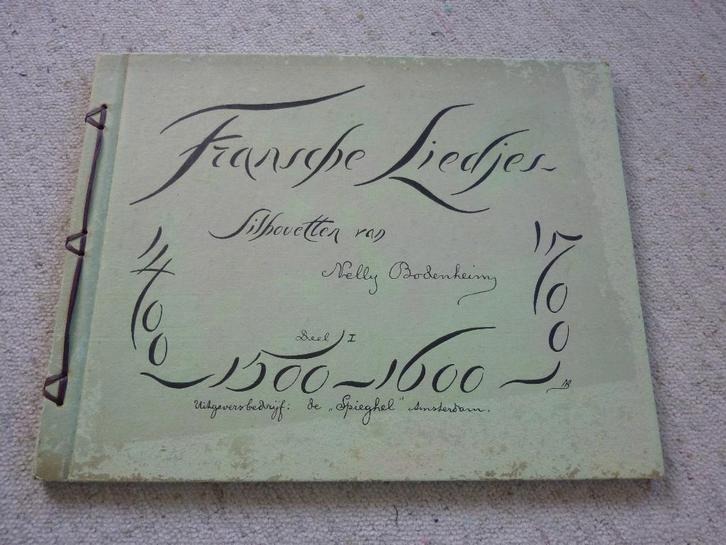 Fransche Liedjes
Silhouetten van
Nelly Bodenheim
1400
1700
Deel I
1500-1600
Uitgeversbedrijf: De „Spieghel” Amsterdam.